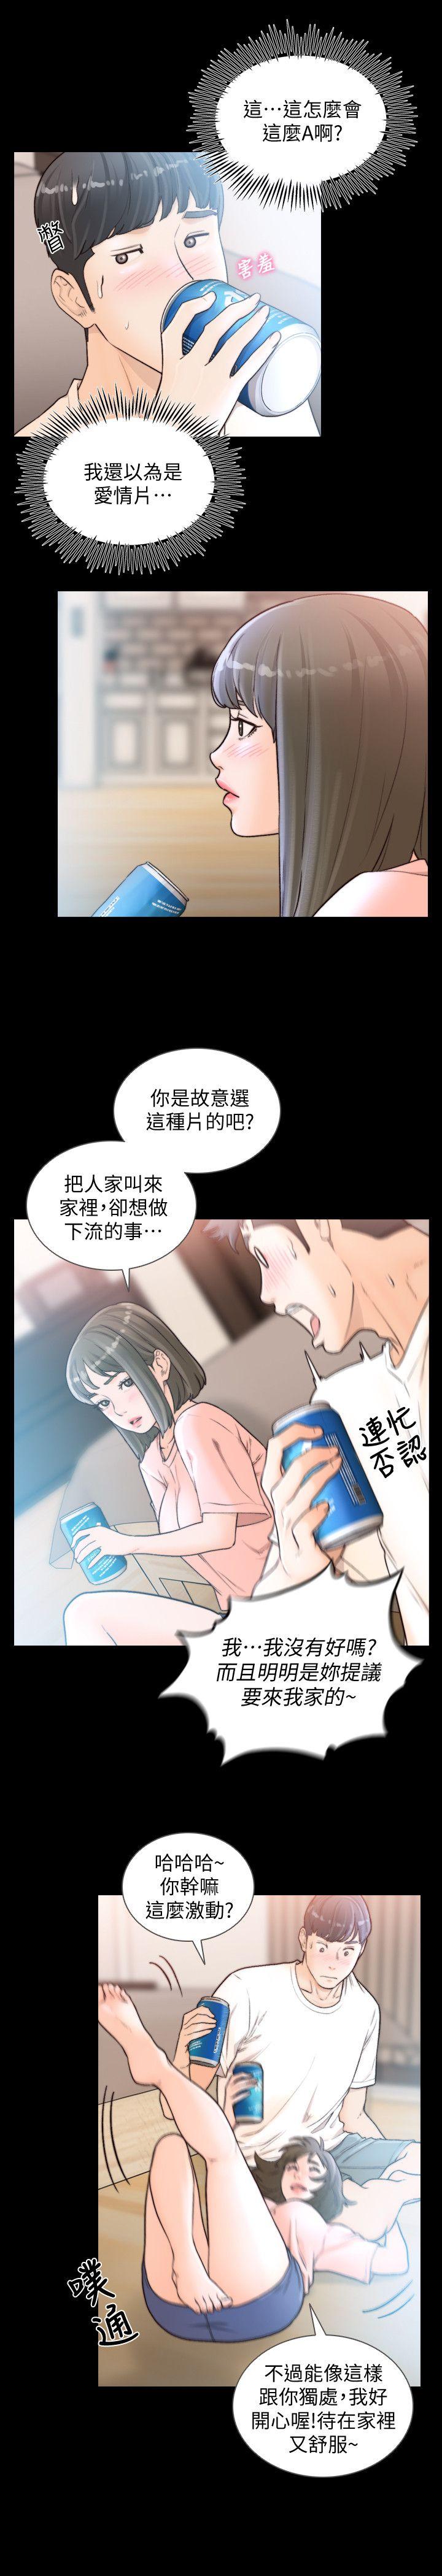 這⋯這怎麼會
這麼A啊?
瞥
害羞
我還以為是
愛情片⋯
你是故意選
這種片的吧?
把人家叫來
家裡,卻想做
下流的事⋯
連忙
否認
我⋯我沒有好嗎?
而且明明是妳提議
要來我家的~
哈哈哈~
你幹嘛
這麼激動?
噗
通
不過能像這樣
跟你獨處,我好
開心喔!待在家裡
又舒服~